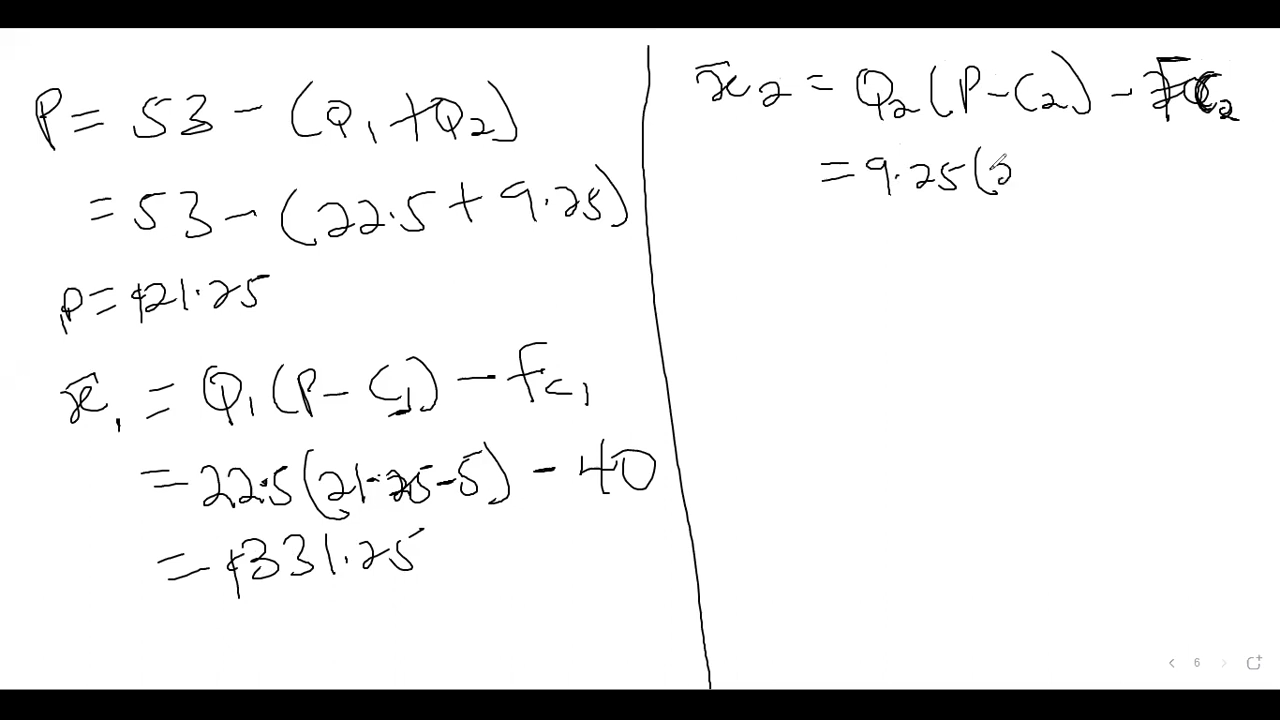 P = 53 - (Q₁ + Q₂)
= 53 - (22.5 + 9.25)
P = $21.25
π₁ = Q₁(P - C₁) - Fc₁
= 22.5(21.25 - 5) - 40
= $331.25
π₂ = Q₂(P - C₂) - Fc₂
= 9.25(2
6